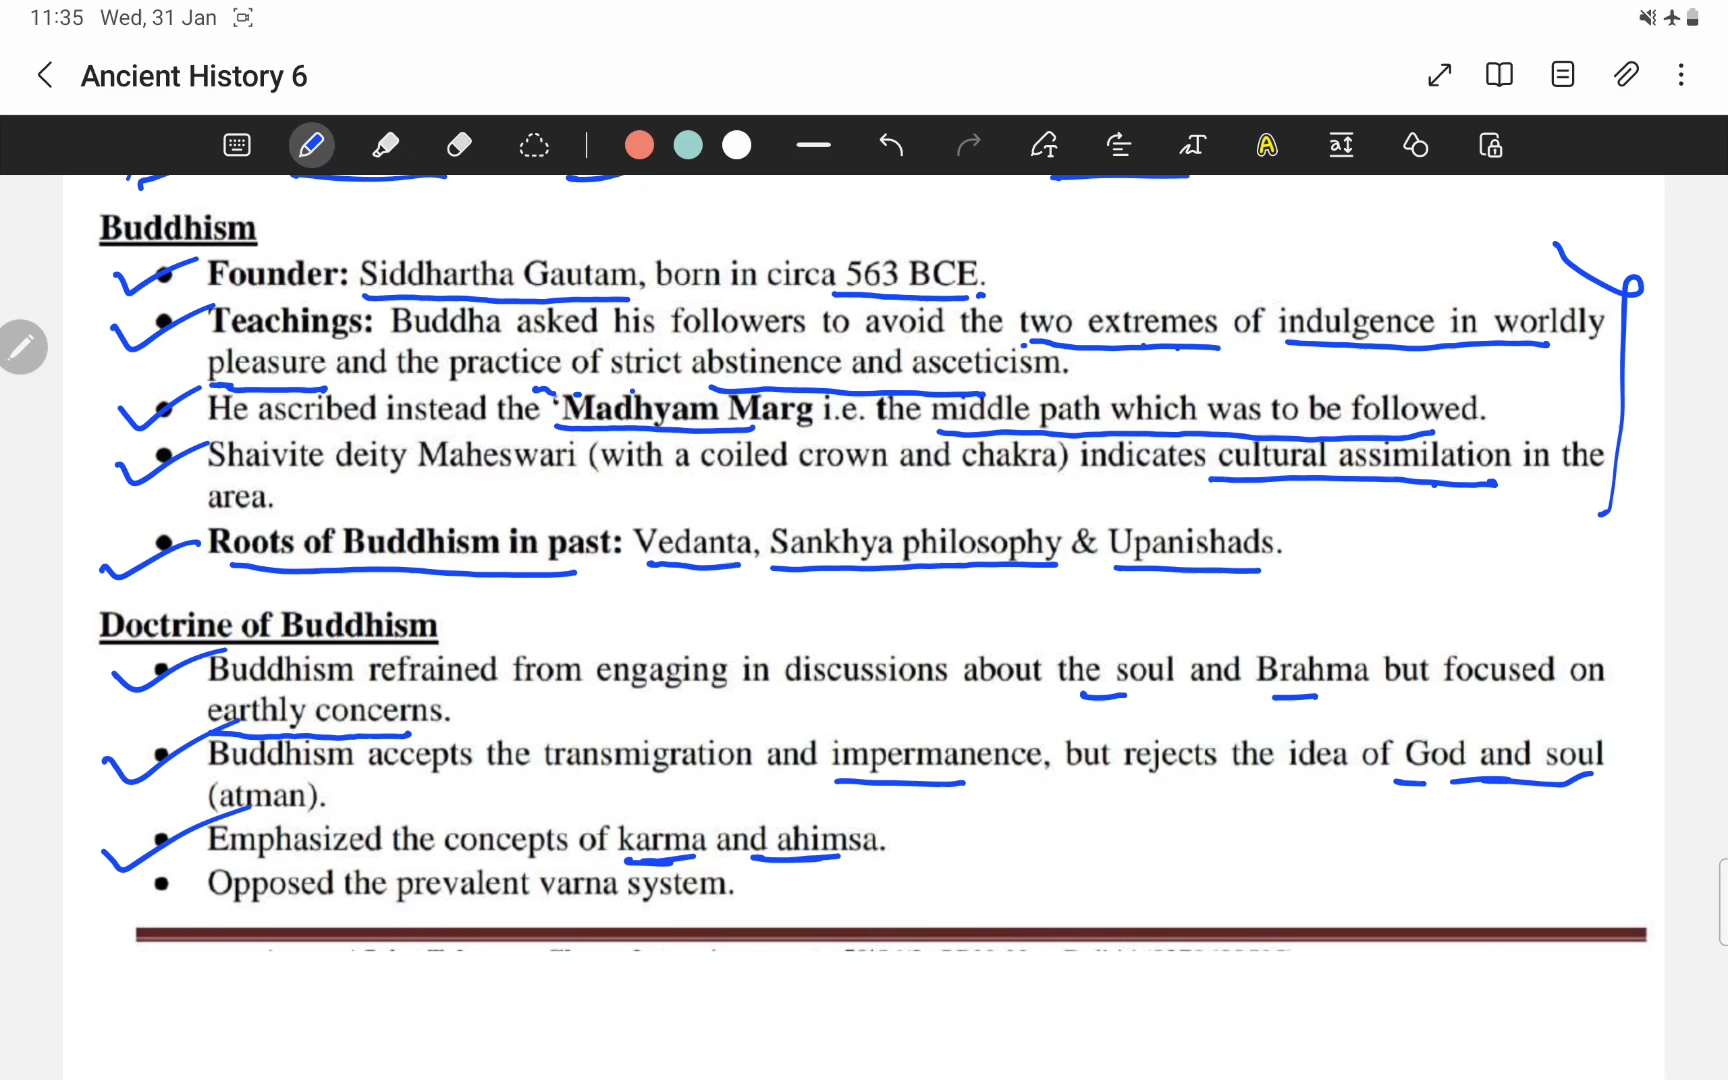 11:35 Wed, 31 Jan
Ancient History 6
Buddhism
• Founder: Siddhartha Gautam, born in circa 563 BCE.
• Teachings: Buddha asked his followers to avoid the two extremes of indulgence in worldly
pleasure and the practice of strict abstinence and asceticism.
• He ascribed instead the ‘Madhyam Marg i.e. the middle path which was to be followed.
• Shaivite deity Maheswari (with a coiled crown and chakra) indicates cultural assimilation in the
area.
• Roots of Buddhism in past: Vedanta, Sankhya philosophy & Upanishads.
Doctrine of Buddhism
• Buddhism refrained from engaging in discussions about the soul and Brahma but focused on
earthly concerns.
• Buddhism accepts the transmigration and impermanence, but rejects the idea of God and soul
(atman).
• Emphasized the concepts of karma and ahimsa.
• Opposed the prevalent varna system.